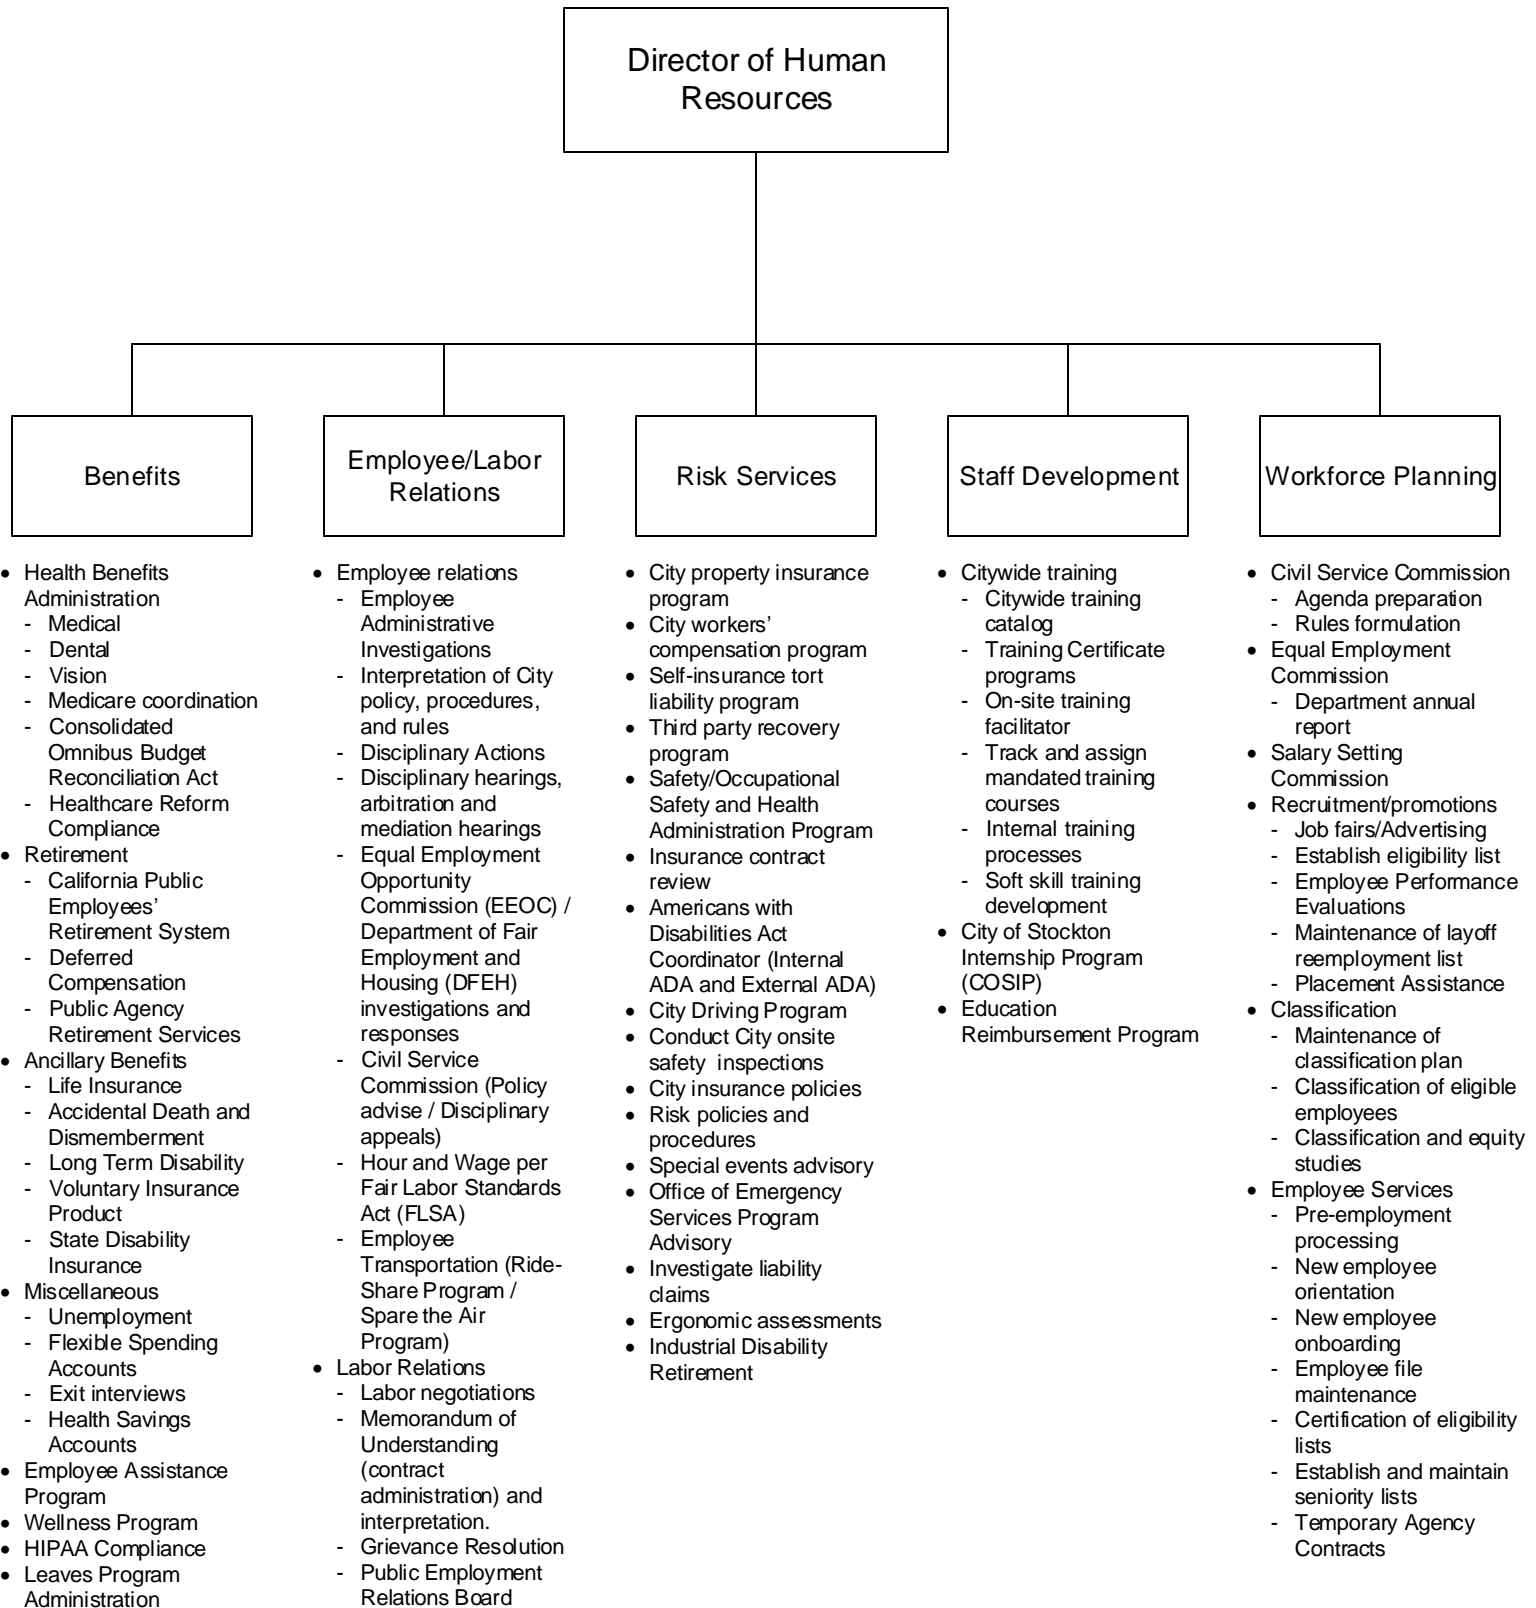 Director of Human
Resources
Benefits
• Health Benefits
Administration
- Medical
- Dental
- Vision
- Medicare coordination
- Consolidated
Omnibus Budget
Reconciliation Act
- Healthcare Reform
Compliance
• Retirement
- California Public
Employees’
Retirement System
- Deferred
Compensation
- Public Agency
Retirement Services
• Ancillary Benefits
- Life Insurance
- Accidental Death and
Dismemberment
- Long Term Disability
- Voluntary Insurance
Product
- State Disability
Insurance
• Miscellaneous
- Unemployment
- Flexible Spending
Accounts
- Exit interviews
- Health Savings
Accounts
• Employee Assistance
Program
• Wellness Program
• HIPAA Compliance
• Leaves Program
Administration
Employee/Labor
Relations
• Employee relations
- Employee
Administrative
Investigations
- Interpretation of City
policy, procedures,
and rules
- Disciplinary Actions
- Disciplinary hearings,
arbitration and
mediation hearings
- Equal Employment
Opportunity
Commission (EEOC) /
Department of Fair
Employment and
Housing (DFEH)
investigations and
responses
- Civil Service
Commission (Policy
advise / Disciplinary
appeals)
- Hour and Wage per
Fair Labor Standards
Act (FLSA)
- Employee
Transportation (Ride-
Share Program /
Spare the Air
Program)
• Labor Relations
- Labor negotiations
- Memorandum of
Understanding
(contract
administration) and
interpretation.
- Grievance Resolution
- Public Employment
Relations Board
Risk Services
• City property insurance
program
• City workers’
compensation program
• Self-insurance tort
liability program
• Third party recovery
program
• Safety/Occupational
Safety and Health
Administration Program
• Insurance contract
review
• Americans with
Disabilities Act
Coordinator (Internal
ADA and External ADA)
• City Driving Program
• Conduct City onsite
safety inspections
• City insurance policies
• Risk policies and
procedures
• Special events advisory
• Office of Emergency
Services Program
Advisory
• Investigate liability
claims
• Ergonomic assessments
• Industrial Disability
Retirement
Staff Development
• Citywide training
- Citywide training
catalog
- Training Certificate
programs
- On-site training
facilitator
- Track and assign
mandated training
courses
- Internal training
processes
- Soft skill training
development
• City of Stockton
Internship Program
(COSIP)
• Education
Reimbursement Program
Workforce Planning
• Civil Service Commission
- Agenda preparation
- Rules formulation
• Equal Employment
Commission
- Department annual
report
• Salary Setting
Commission
• Recruitment/promotions
- Job fairs/Advertising
- Establish eligibility list
- Employee Performance
Evaluations
- Maintenance of layoff
reemployment list
- Placement Assistance
• Classification
- Maintenance of
classification plan
- Classification of eligible
employees
- Classification and equity
studies
• Employee Services
- Pre-employment
processing
- New employee
orientation
- New employee
onboarding
- Employee file
maintenance
- Certification of eligibility
lists
- Establish and maintain
seniority lists
- Temporary Agency
Contracts